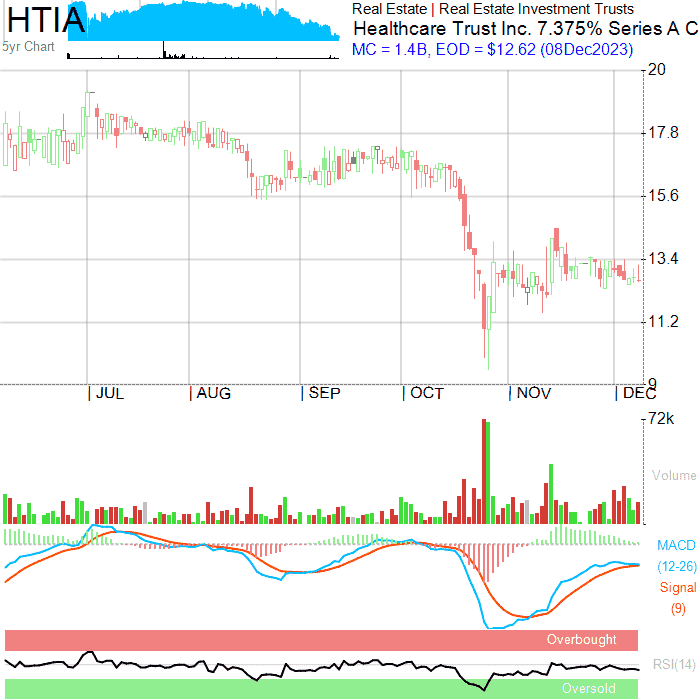 HTIA
5yr Chart
Real Estate | Real Estate Investment Trusts
Healthcare Trust Inc. 7.375% Series A C
MC = 1.4B, EOD = $12.62 (08Dec2023)
20
17.8
15.6
13.4
11.2
9
JUL AUG SEP OCT NOV DEC
72k
Volume
MACD
(12-26)
Signal
(9)
Overbought
RSI(14)
Oversold